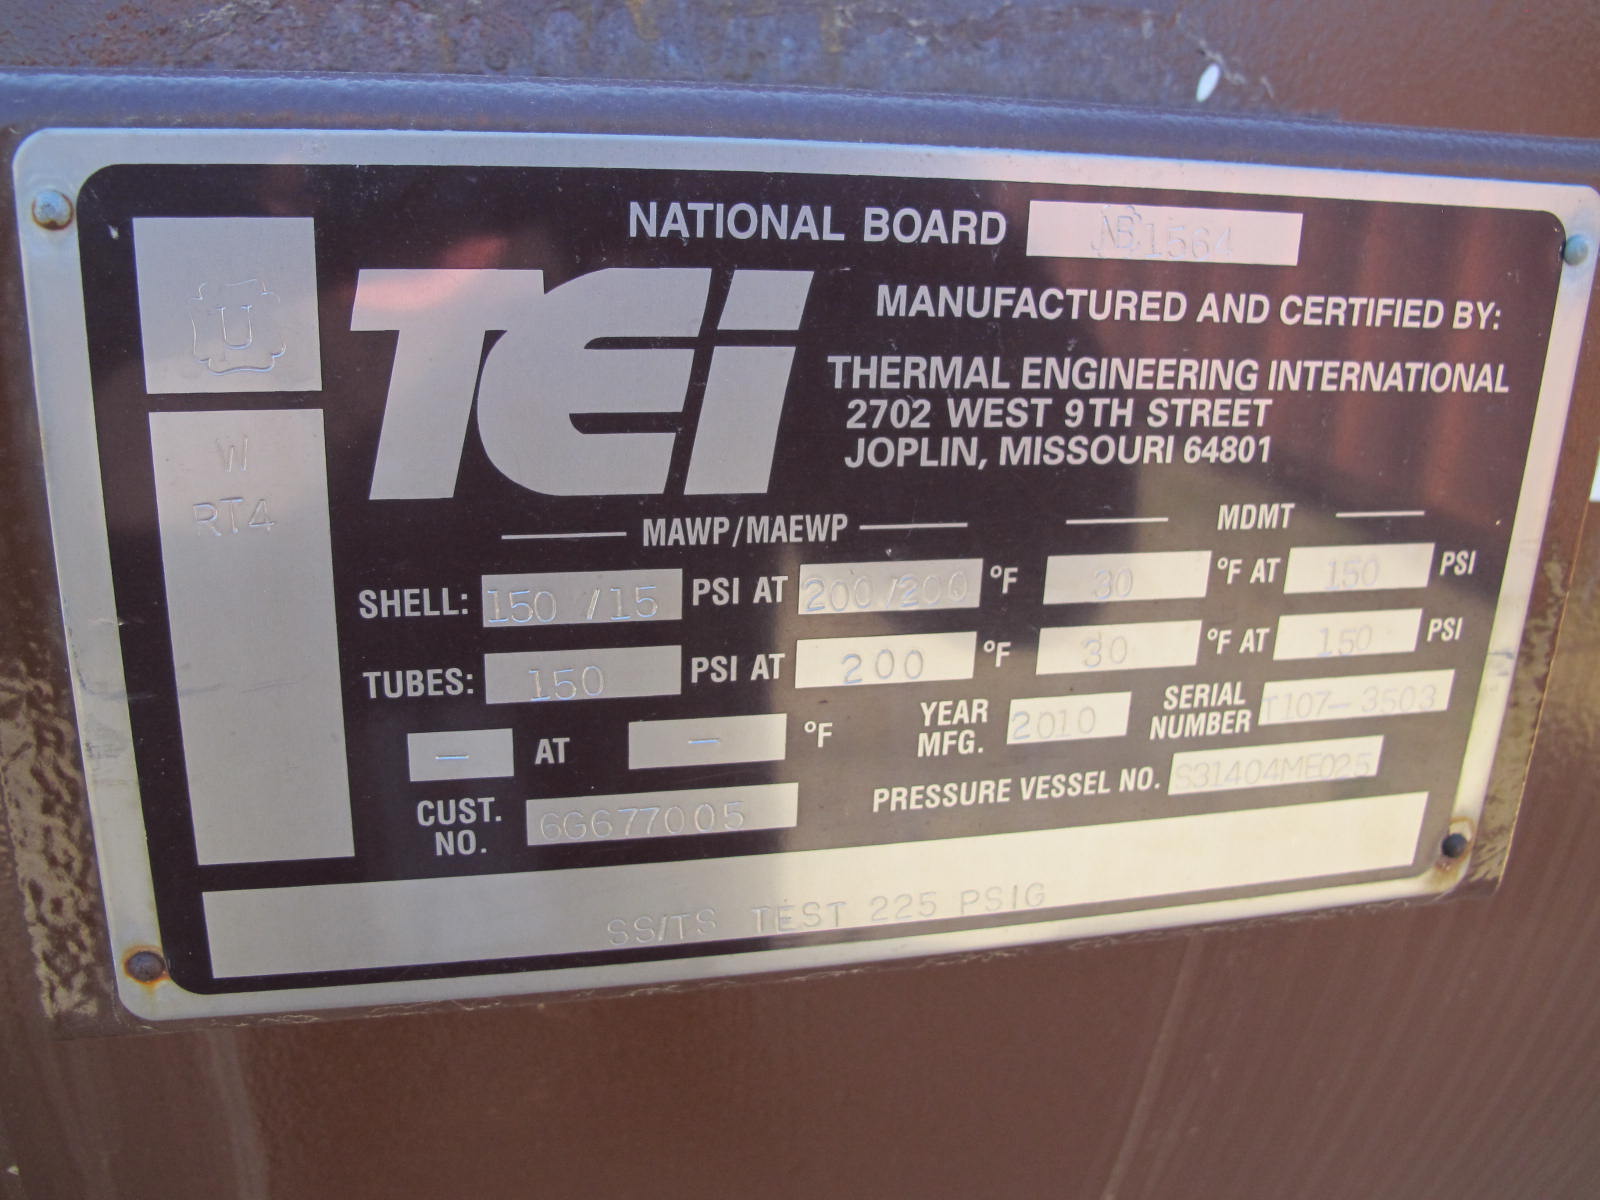 NATIONAL BOARD NB 1564
U
TEi
MANUFACTURED AND CERTIFIED BY:
THERMAL ENGINEERING INTERNATIONAL
2702 WEST 9TH STREET
JOPLIN, MISSOURI 64801
W
RT4
MAWP/MAEWP MDMT
SHELL: 150 /15 PSI AT 200/200 °F 30 °F AT 150 PSI
TUBES: 150 PSI AT 200 °F 30 °F AT 150 PSI
— AT — °F YEAR MFG. 2010 SERIAL NUMBER T107-3503
CUST. NO. 6G677005 PRESSURE VESSEL NO. S31404ME025
SS/TS TEST 225 PSIG